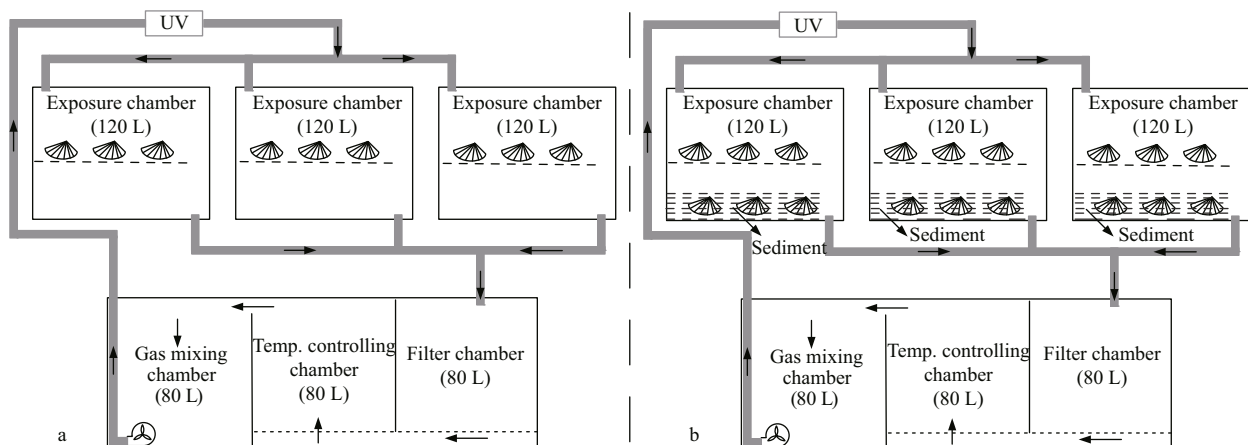 UV
Exposure chamber
(120 L)
Exposure chamber
(120 L)
Exposure chamber
(120 L)
Gas mixing
chamber
(80 L)
Temp. controlling
chamber
(80 L)
Filter chamber
(80 L)
a
UV
Exposure chamber
(120 L)
Exposure chamber
(120 L)
Exposure chamber
(120 L)
Sediment
Sediment
Sediment
Gas mixing
chamber
(80 L)
Temp. controlling
chamber
(80 L)
Filter chamber
(80 L)
b